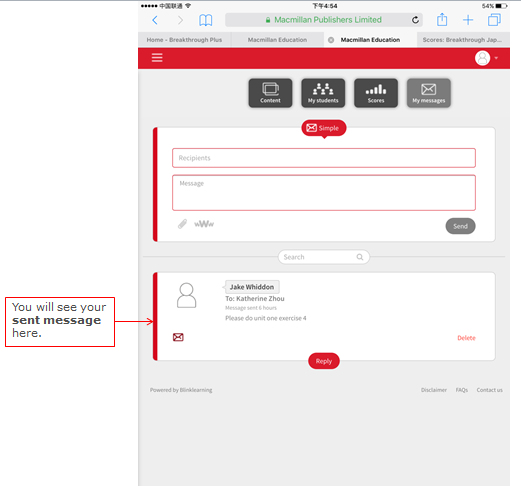 中国联通 下午4:54 54%
Macmillan Publishers Limited
Home - Breakthrough Plus Macmillan Education Macmillan Education Scores: Breakthrough Jap...
Content My students Scores My messages
Simple
Recipients
Message
wWw
Send
Search
Jake Whiddon
To: Katherine Zhou
Message sent 6 hours
Please do unit one exercise 4
Delete
Reply
You will see your
sent message
here.
Powered by Blinklearning Disclaimer FAQs Contact us